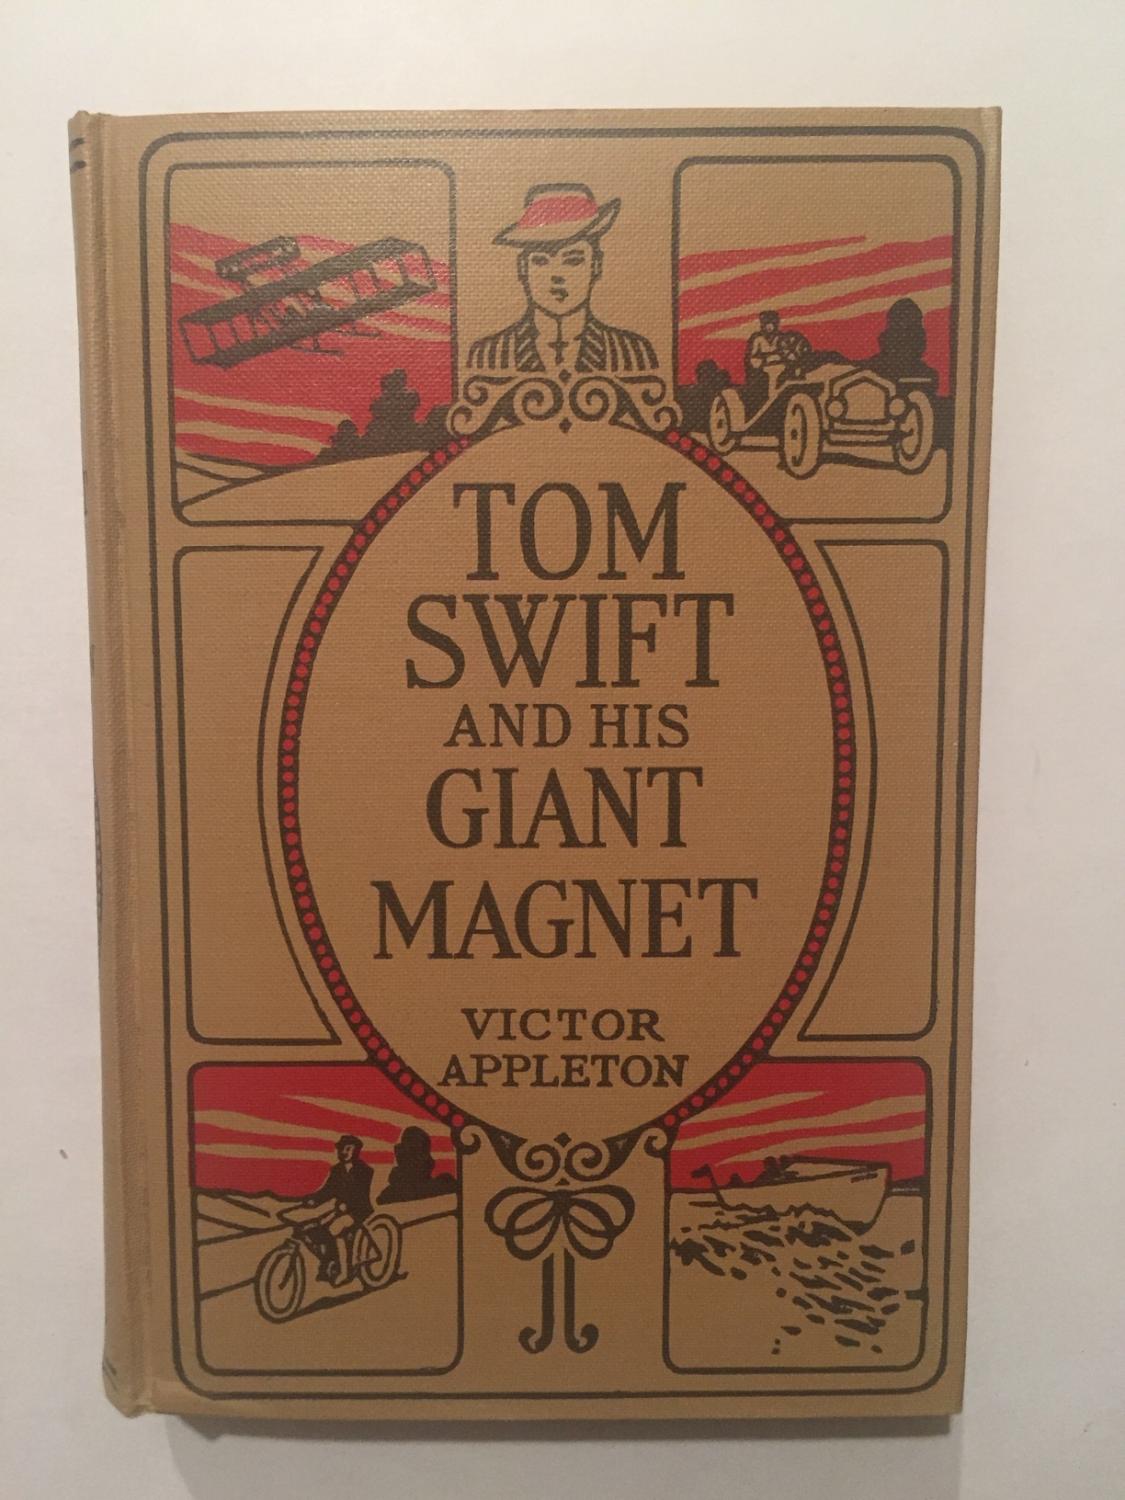 TOM
SWIFT
AND HIS
GIANT
MAGNET
VICTOR
APPLETON